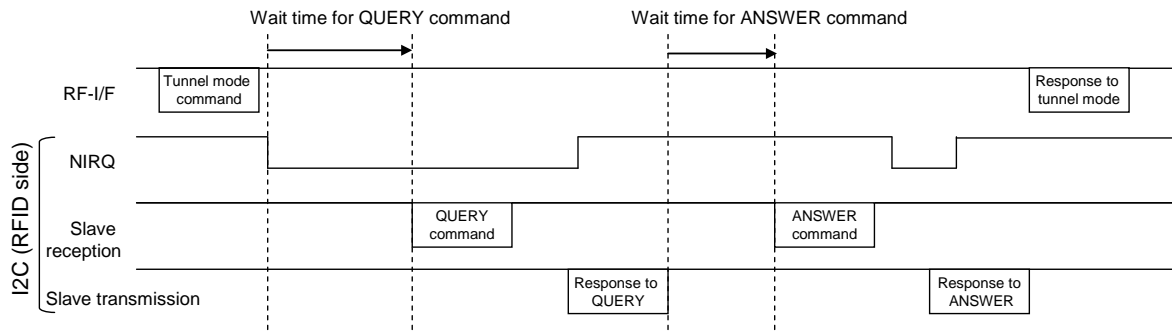 Wait time for QUERY command
Wait time for ANSWER command
RF-I/F
Tunnel mode
command
Response to
tunnel mode
I2C (RFID side)
NIRQ
Slave
reception
QUERY
command
ANSWER
command
Slave transmission
Response to
QUERY
Response to
ANSWER